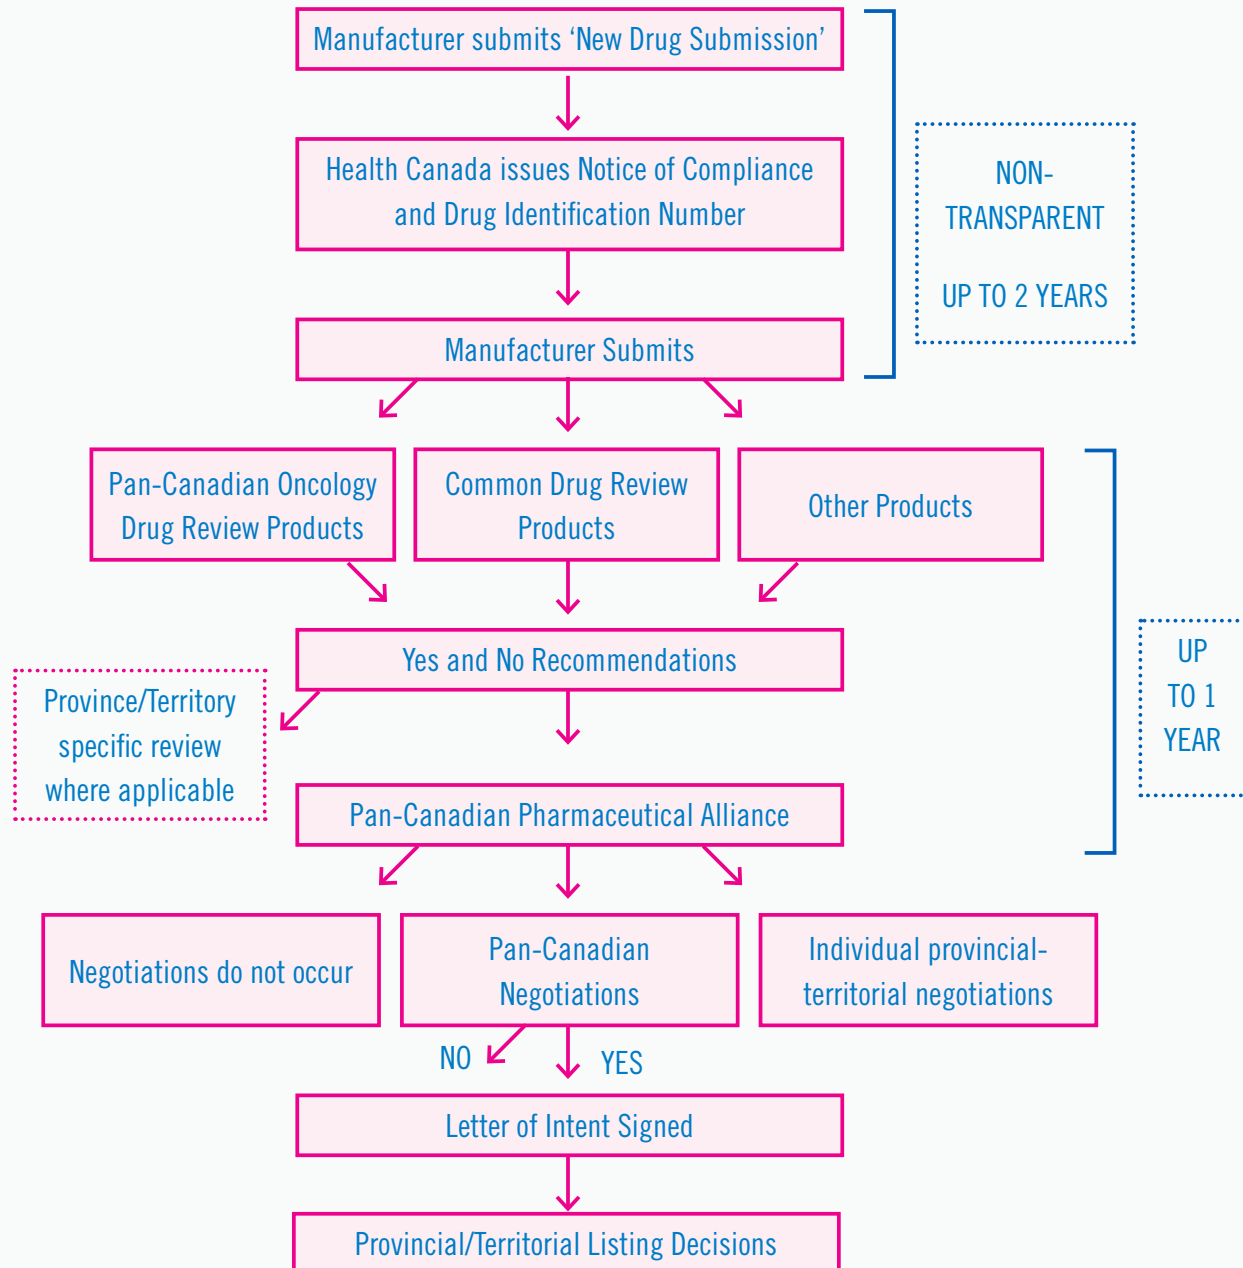 Manufacturer submits ‘New Drug Submission’
Health Canada issues Notice of Compliance
and Drug Identification Number
NON-
TRANSPARENT
UP TO 2 YEARS
Manufacturer Submits
Pan-Canadian Oncology
Drug Review Products
Common Drug Review
Products
Other Products
Yes and No Recommendations
UP
TO 1
YEAR
Province/Territory
specific review
where applicable
Pan-Canadian Pharmaceutical Alliance
Negotiations do not occur
Pan-Canadian
Negotiations
Individual provincial-
territorial negotiations
NO
YES
Letter of Intent Signed
Provincial/Territorial Listing Decisions